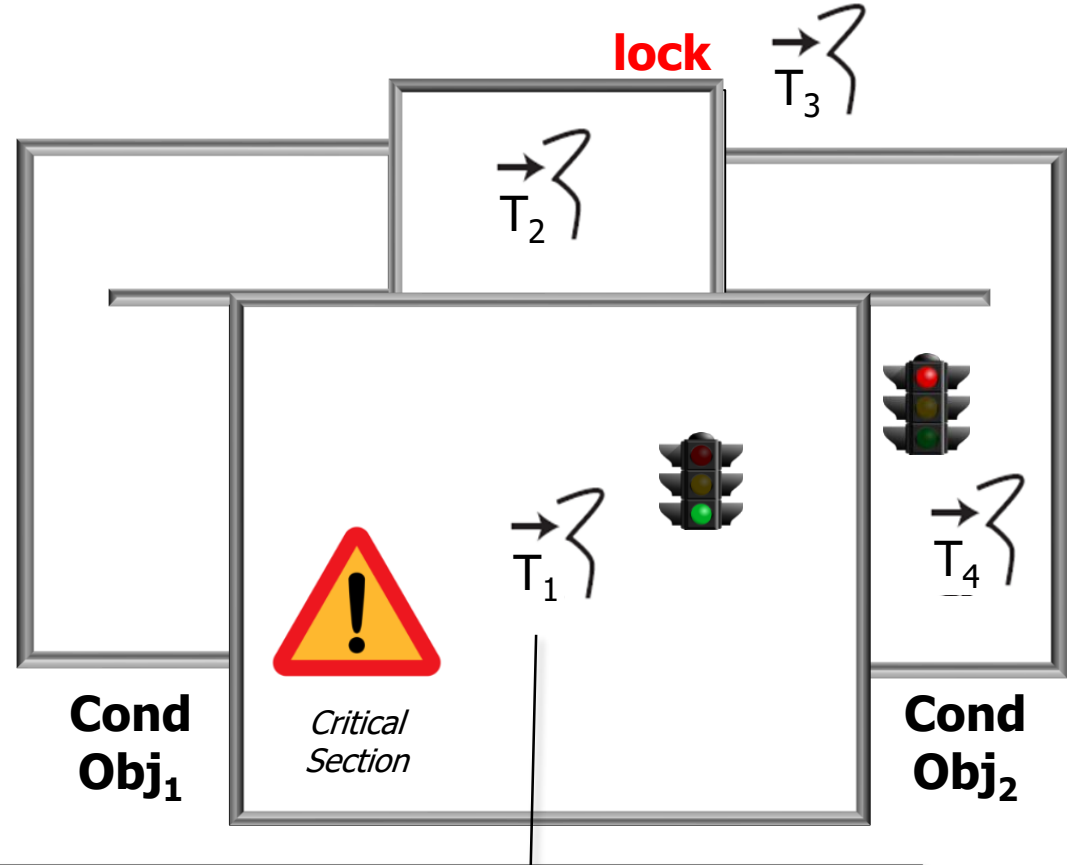 lock
T₃
T₂
T₁
T₄
Critical
Section
Cond
Obj₁
Cond
Obj₂